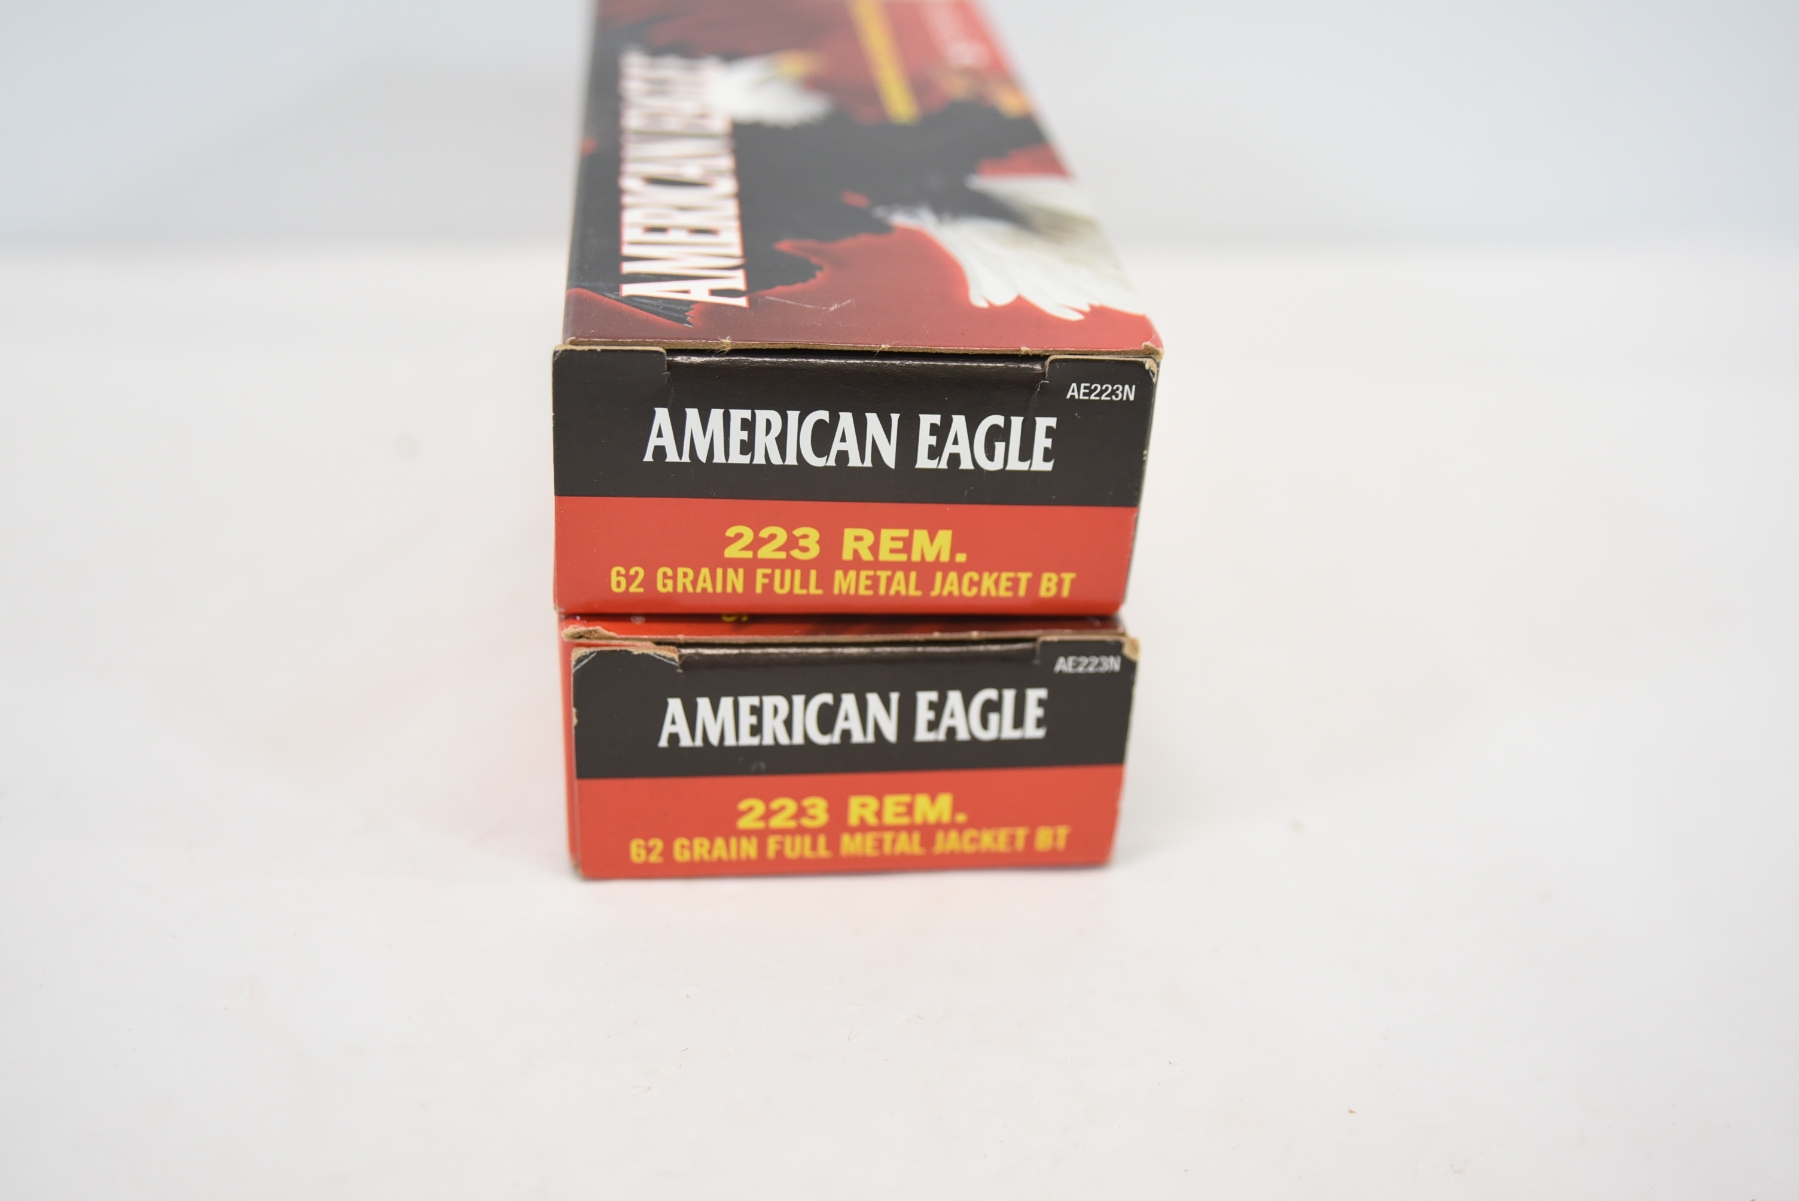 AMERICAN EAGLE
AE223N
AMERICAN EAGLE
223 REM.
62 GRAIN FULL METAL JACKET BT
AE223N
AMERICAN EAGLE
223 REM.
62 GRAIN FULL METAL JACKET BT